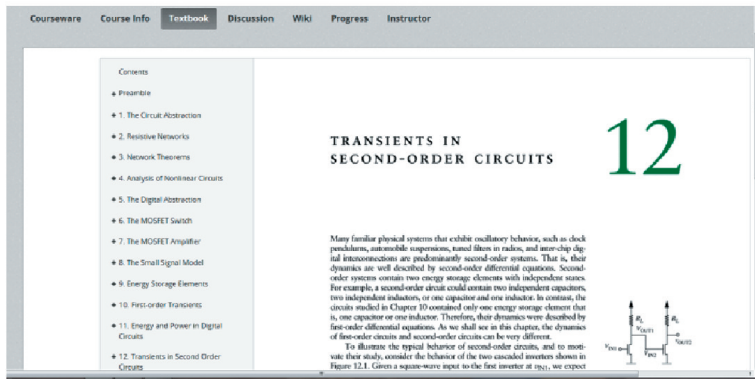 Courseware Course Info Textbook Discussion Wiki Progress Instructor
Contents
+ Preamble
+ 1. The Circuit Abstraction
+ 2. Resistive Networks
+ 3. Network Theorems
+ 4. Analysis of Nonlinear Circuits
+ 5. The Digital Abstraction
+ 6. The MOSFET Switch
+ 7. The MOSFET Amplifier
+ 8. The Small Signal Model
+ 9. Energy Storage Elements
+ 10. First-order Transients
+ 11. Energy and Power in Digital
Circuits
+ 12. Transients in Second Order
Circuits
TRANSIENTS IN
SECOND-ORDER CIRCUITS
12
Many familiar physical systems that exhibit oscillatory behavior, such as clock
pendulums, automobile suspensions, tuned filters in radios, and inter-chip dig-
ital interconnections are predominantly second-order systems. That is, their
dynamics are well described by second-order differential equations. Second-
order systems contain two energy storage elements with independent states.
For example, a second-order circuit could contain two independent capacitors,
two independent inductors, or one capacitor and one inductor. In contrast, the
circuits studied in Chapter 10 contained only one energy storage element that
is, one capacitor or one inductor. Therefore, their dynamics were described by
first-order differential equations. As we shall see in this chapter, the dynamics
of first-order circuits and second-order circuits can be very different.
To illustrate the typical behavior of second-order circuits, and to moti-
vate their study, consider the behavior of the two cascaded inverters shown in
Figure 12.1. Given a square-wave input to the first inverter at vIN1, we expect
RL RL
vOUT1 vOUT2
vIN1 vIN2